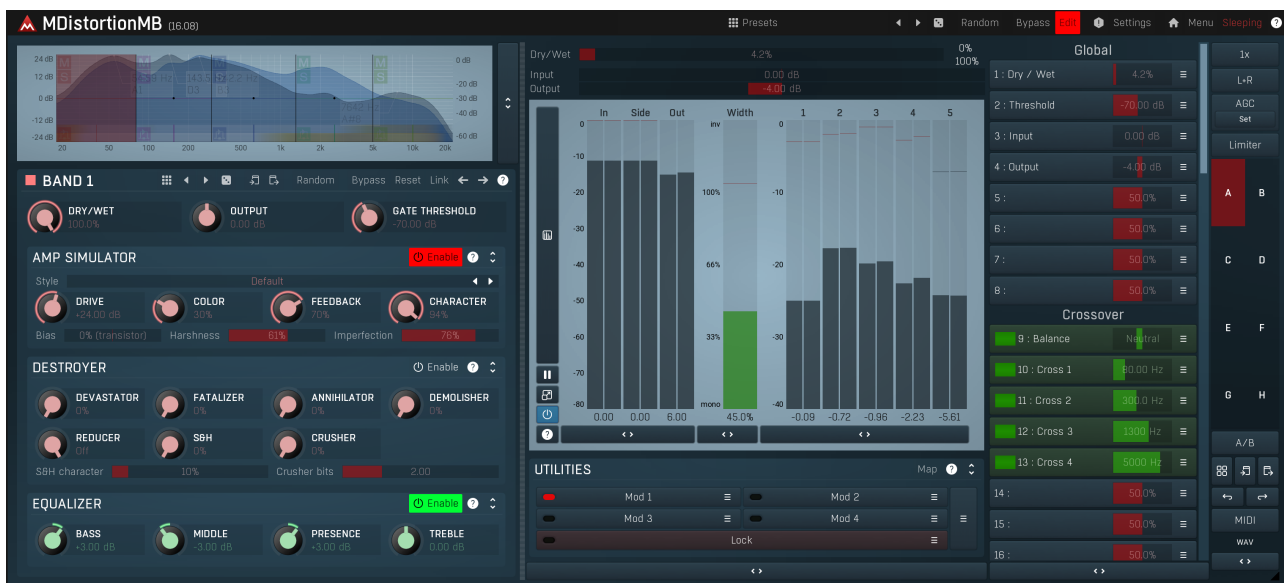 MDistortionMB (16.08) Presets Random Bypass Edit Settings Menu Sleeping ?
24 dB 12 dB 0 dB -12 dB -24 dB
0 dB -20 dB -30 dB -40 dB -60 dB
20 50 100 200 500 1k 2k 5k 10k 20k
BAND 1 Random Bypass Reset Link ?
DRY/WET 100.0% OUTPUT 0.00 dB GATE THRESHOLD -70.00 dB
AMP SIMULATOR Enable ?
Style Default
DRIVE +24.00 dB COLOR 30% FEEDBACK 70% CHARACTER 94%
Bias 0% (transistor) Harshness 61% Imperfection 76%
DESTROYER Enable ?
DEVASTATOR 0% FATALIZER 0% ANNIHILATOR 0% DEMOLISHER 0%
REDUCER Off S&H 0% CRUSHER 0%
S&H character 10% Crusher bits 2.00
EQUALIZER Enable ?
BASS +3.00 dB MIDDLE -3.00 dB PRESENCE +3.00 dB TREBLE 0.00 dB
Dry/Wet 4.2% 0% 100%
Input 0.00 dB
Output -4.00 dB
In Side Out Width 1 2 3 4 5
0 -10 -20 -30 -40 -50 -60 -70 -80
inv 100% 66% 33% mono
0 -10 -20 -30 -40
0.00 0.00 6.00 45.0% -0.09 -0.72 -0.96 -2.23 -5.61
?
UTILITIES Map ?
Mod 1 Mod 2
Mod 3 Mod 4
Lock
Global
1 : Dry / Wet 4.2%
2 : Threshold -70.00 dB
3 : Input 0.00 dB
4 : Output -4.00 dB
5 : 50.0%
6 : 50.0%
7 : 50.0%
8 : 50.0%
Crossover
9 : Balance Neutral
10 : Cross 1 80.00 Hz
11 : Cross 2 300.0 Hz
12 : Cross 3 1300 Hz
13 : Cross 4 5000 Hz
14 : 50.0%
15 : 50.0%
16 : 50.0%
1x
L+R
AGC
Set
Limiter
A B
C D
E F
G H
A/B
MIDI
WAV